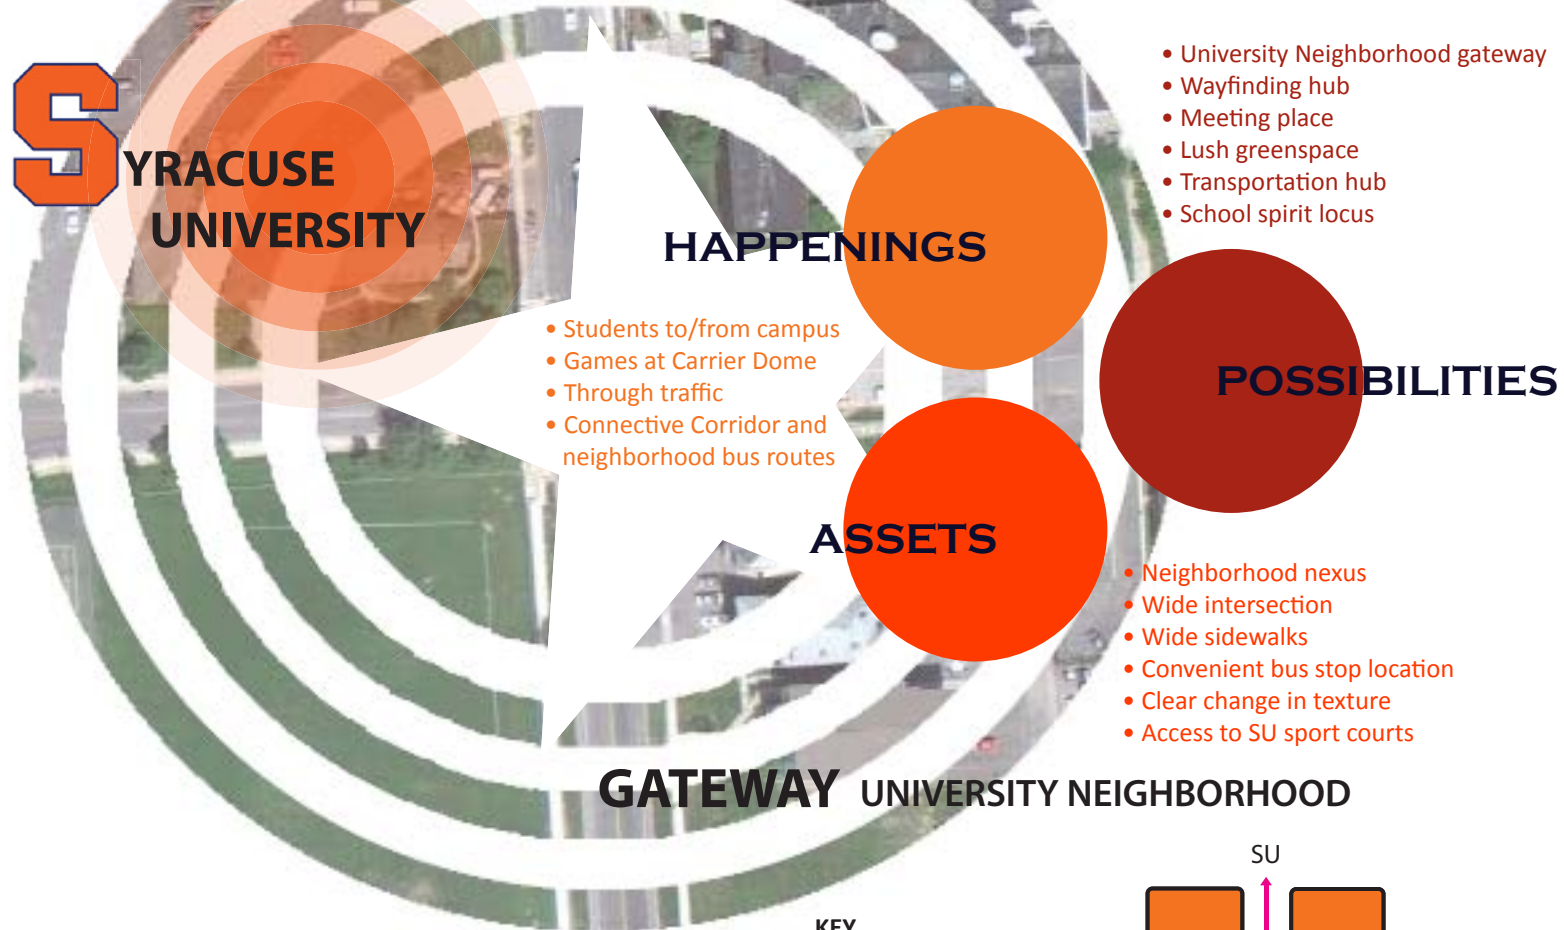 SYRACUSE
UNIVERSITY
HAPPENINGS
• Students to/from campus
• Games at Carrier Dome
• Through traffic
• Connective Corridor and
neighborhood bus routes
• University Neighborhood gateway
• Wayfinding hub
• Meeting place
• Lush greenspace
• Transportation hub
• School spirit locus
POSSIBILITIES
ASSETS
• Neighborhood nexus
• Wide intersection
• Wide sidewalks
• Convenient bus stop location
• Clear change in texture
• Access to SU sport courts
GATEWAY UNIVERSITY NEIGHBORHOOD
SU
KEY